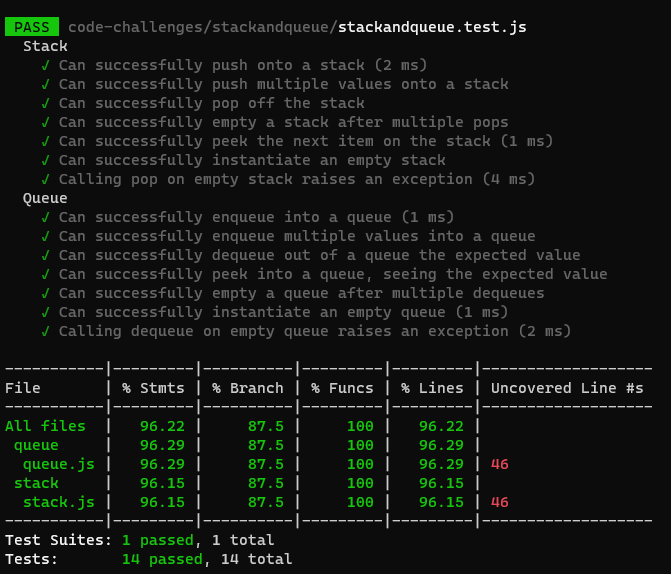 PASS code-challenges/stackandqueue/stackandqueue.test.js
Stack
√ Can successfully push onto a stack (2 ms)
√ Can successfully push multiple values onto a stack
√ Can successfully pop off the stack
√ Can successfully empty a stack after multiple pops
√ Can successfully peek the next item on the stack (1 ms)
√ Can successfully instantiate an empty stack
√ Calling pop on empty stack raises an exception (4 ms)
Queue
√ Can successfully enqueue into a queue (1 ms)
√ Can successfully enqueue multiple values into a queue
√ Can successfully dequeue out of a queue the expected value
√ Can successfully peek into a queue, seeing the expected value
√ Can successfully empty a queue after multiple dequeues
√ Can successfully instantiate an empty queue (1 ms)
√ Calling dequeue on empty queue raises an exception (2 ms)
-----------|---------|----------|---------|---------|-------------------
File       | % Stmts | % Branch | % Funcs | % Lines | Uncovered Line #s
-----------|---------|----------|---------|---------|-------------------
All files  |   96.22 |     87.5 |     100 |   96.22 |
 queue     |   96.29 |     87.5 |     100 |   96.29 |
  queue.js |   96.29 |     87.5 |     100 |   96.29 | 46
 stack     |   96.15 |     87.5 |     100 |   96.15 |
  stack.js |   96.15 |     87.5 |     100 |   96.15 | 46
-----------|---------|----------|---------|---------|-------------------
Test Suites: 1 passed, 1 total
Tests:       14 passed, 14 total